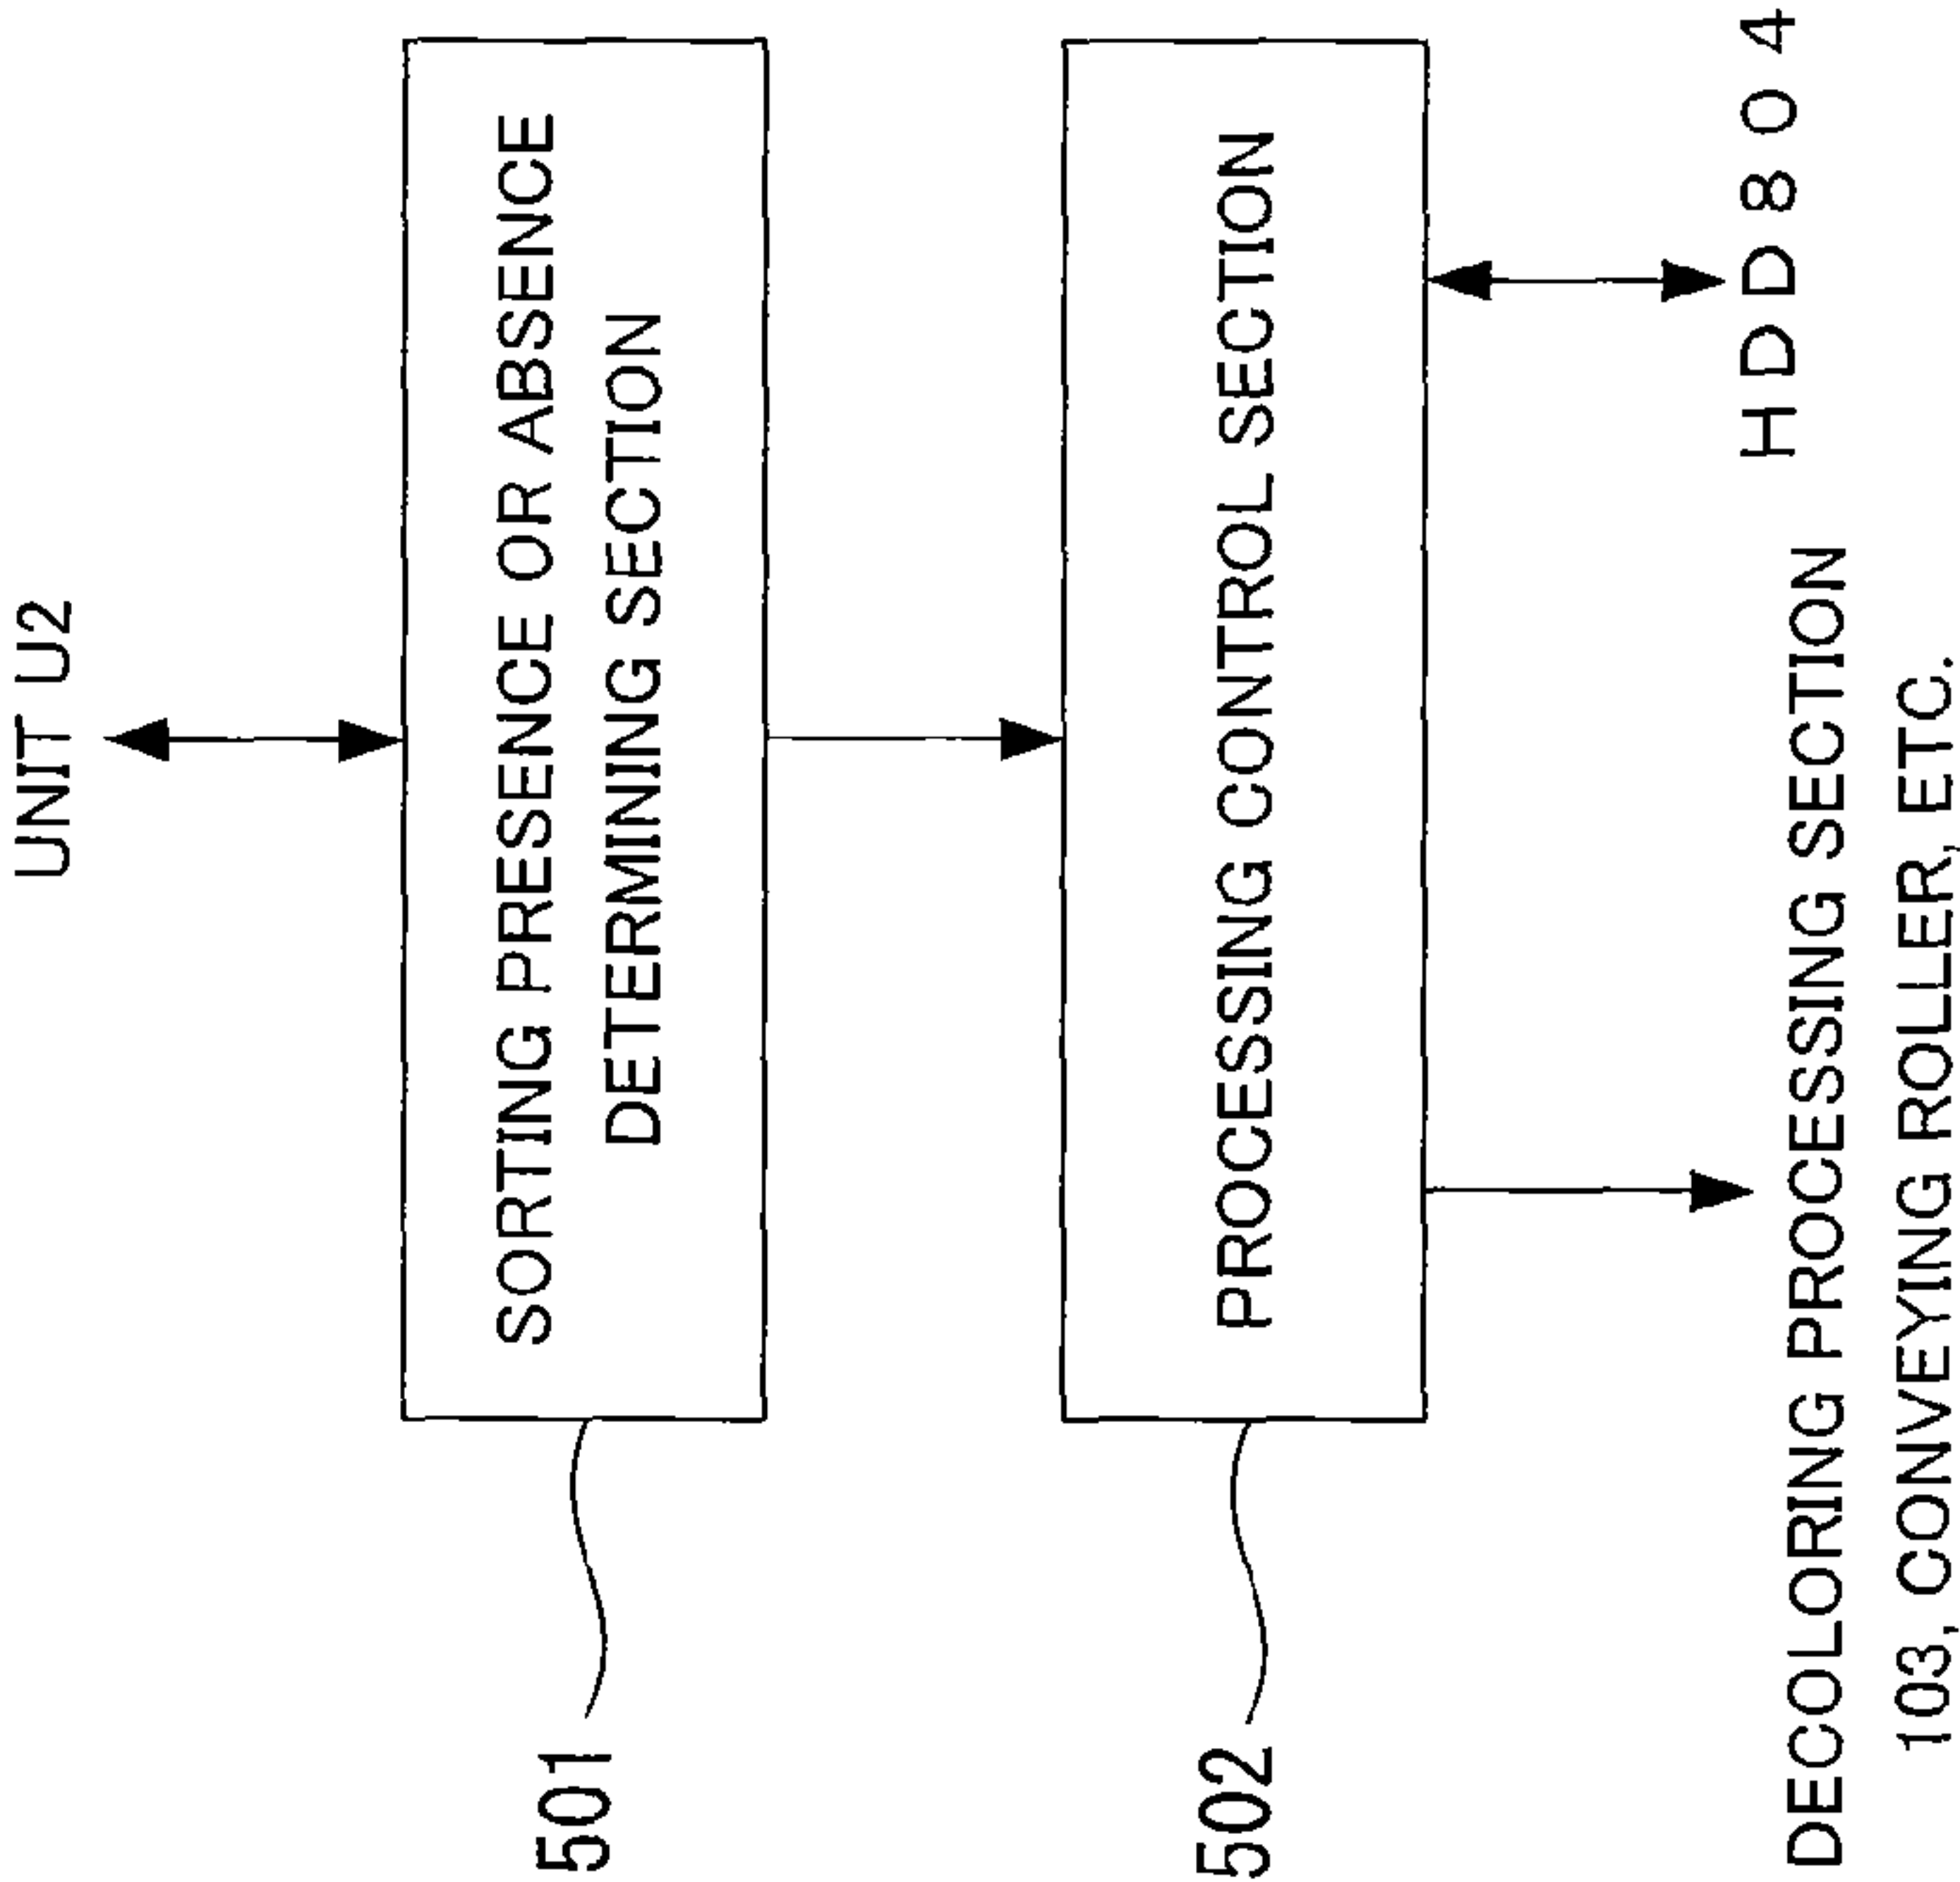 UNIT U2
501
SORTING PRESENCE OR ABSENCE
DETERMINING SECTION
502
PROCESSING CONTROL SECTION
DECOLORING PROCESSING SECTION
103, CONVEYING ROLLER, ETC.
HDD804